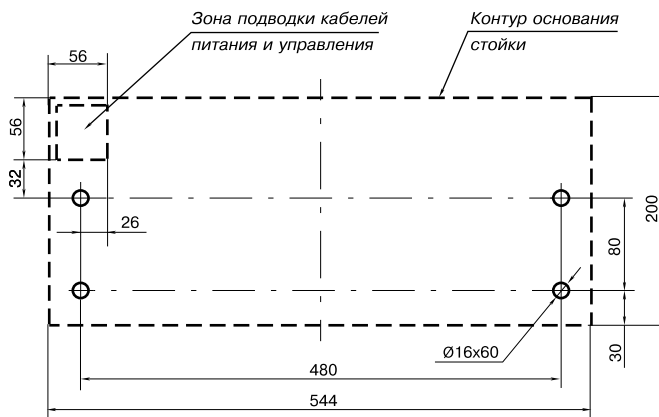 Зона подводки кабелей
питания и управления
Контур основания
стойки
56
56
32
26
200
80
30
Ø16x60
480
544